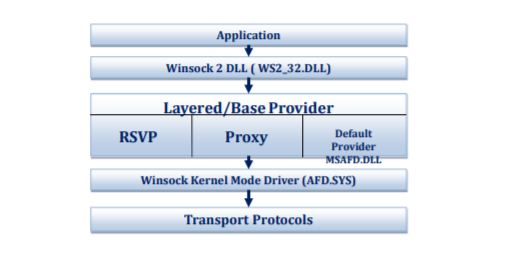 Application
Winsock 2 DLL ( WS2_32.DLL)
Layered/Base Provider
RSVP
Proxy
Default
Provider
MSAFD.DLL
Winsock Kernel Mode Driver (AFD.SYS)
Transport Protocols